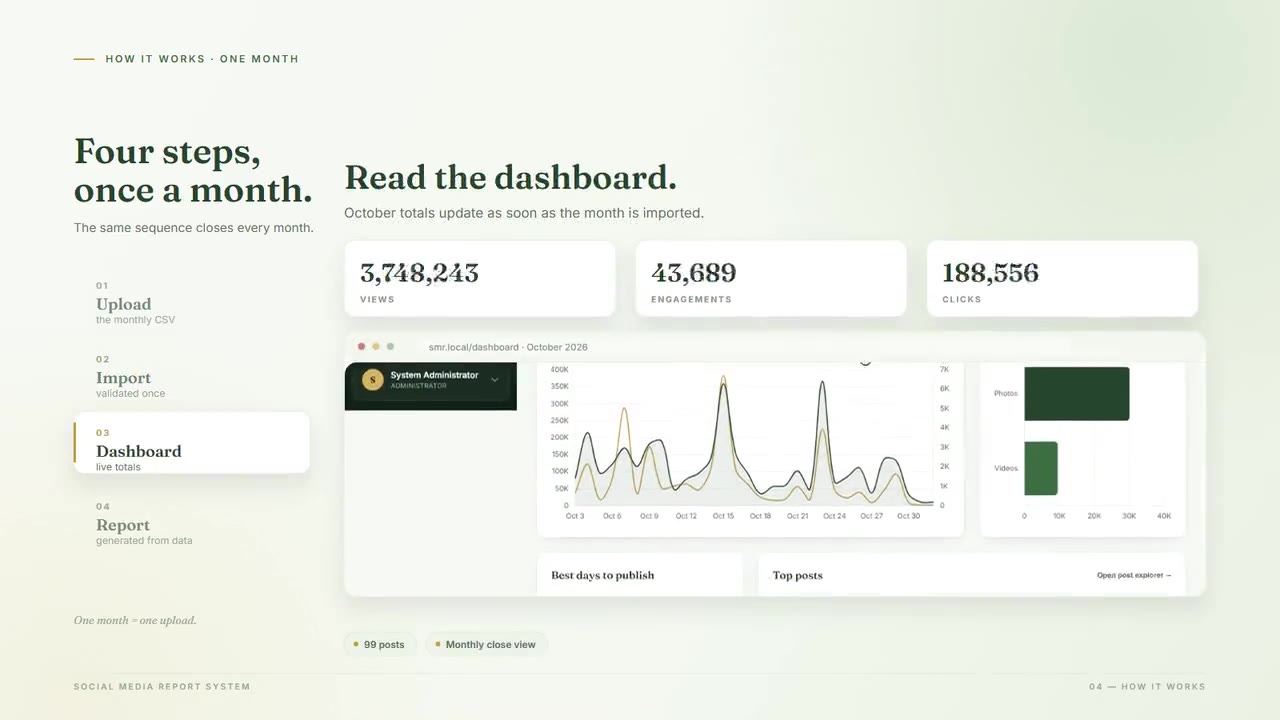 HOW IT WORKS · ONE MONTH
Four steps,
once a month.
The same sequence closes every month.
01
Upload
the monthly CSV
02
Import
validated once
03
Dashboard
live totals
04
Report
generated from data
One month = one upload.
Read the dashboard.
October totals update as soon as the month is imported.
3,748,243
VIEWS
43,689
ENGAGEMENTS
188,556
CLICKS
smr.local/dashboard · October 2026
S
System Administrator
ADMINISTRATOR
400K
350K
300K
250K
200K
150K
100K
50K
0
7K
6K
5K
4K
3K
2K
1K
0
Oct 3 Oct 6 Oct 9 Oct 12 Oct 15 Oct 18 Oct 21 Oct 24 Oct 27 Oct 30
Photos
Videos
0 10K 20K 30K 40K
Best days to publish
Top posts
Open post explorer →
99 posts
Monthly close view
SOCIAL MEDIA REPORT SYSTEM
04 — HOW IT WORKS